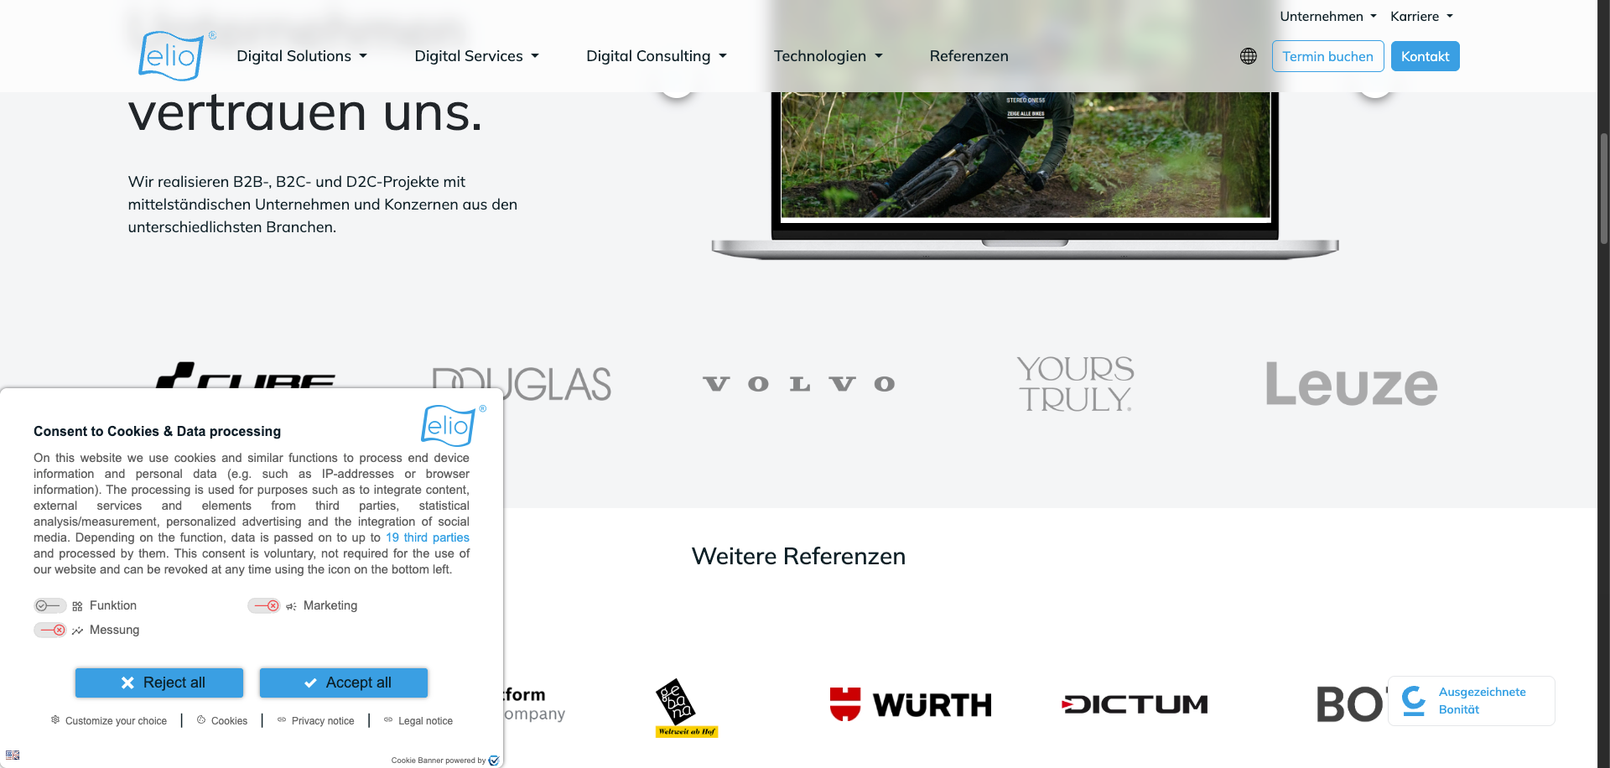 Unternehmen
Karriere
elio®
Digital Solutions
Digital Services
Digital Consulting
Technologien
Referenzen
Termin buchen
Kontakt
vertrauen uns.
STEREO ONE55
ZEIGE ALLE BIKES
Wir realisieren B2B-, B2C- und D2C-Projekte mit
mittelständischen Unternehmen und Konzernen aus den
unterschiedlichsten Branchen.
CUBE
DOUGLAS
VOLVO
YOURS
TRULY.
Leuze
elio®
Consent to Cookies & Data processing
On this website we use cookies and similar functions to process end device
information and personal data (e.g. such as IP-addresses or browser
information). The processing is used for purposes such as to integrate content,
external services and elements from third parties, statistical
analysis/measurement, personalized advertising and the integration of social
media. Depending on the function, data is passed on to up to 19 third parties
and processed by them. This consent is voluntary, not required for the use of
our website and can be revoked at any time using the icon on the bottom left.
Funktion
Marketing
Messung
Reject all
Accept all
Customize your choice | Cookies | Privacy notice | Legal notice
Cookie Banner powered by
Weitere Referenzen
tform
ompany
gebana
Weltweit ab Hof
WÜRTH
DICTUM
BO
Ausgezeichnete
Bonität